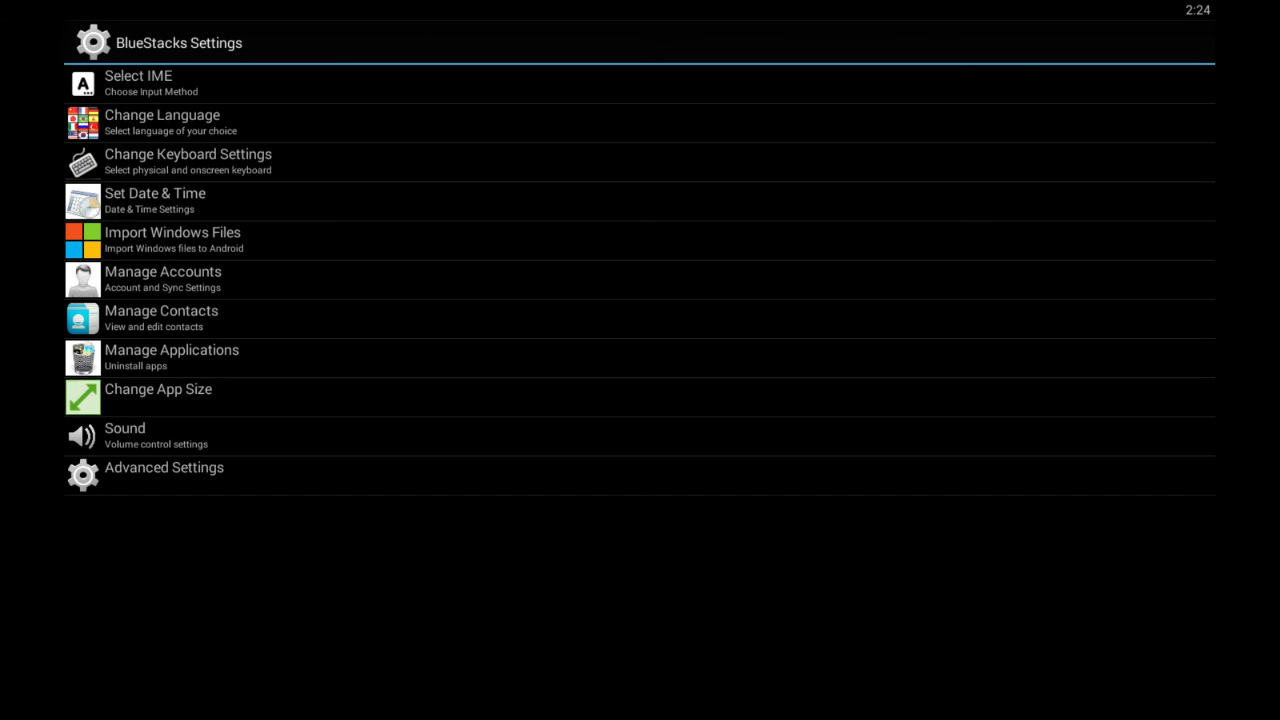 2:24
BlueStacks Settings
Select IME
Choose Input Method
Change Language
Select language of your choice
Change Keyboard Settings
Select physical and onscreen keyboard
Set Date & Time
Date & Time Settings
Import Windows Files
Import Windows files to Android
Manage Accounts
Account and Sync Settings
Manage Contacts
View and edit contacts
Manage Applications
Uninstall apps
Change App Size
Sound
Volume control settings
Advanced Settings